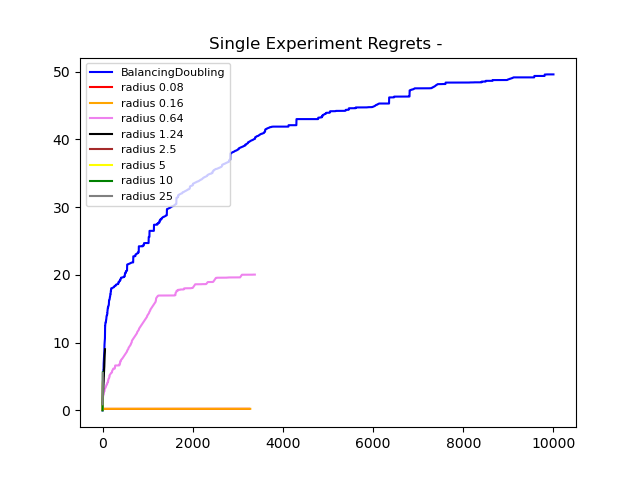 Single Experiment Regrets -
50
40
30
20
10
0
BalancingDoubling
radius 0.08
radius 0.16
radius 0.64
radius 1.24
radius 2.5
radius 5
radius 10
radius 25
0 2000 4000 6000 8000 10000